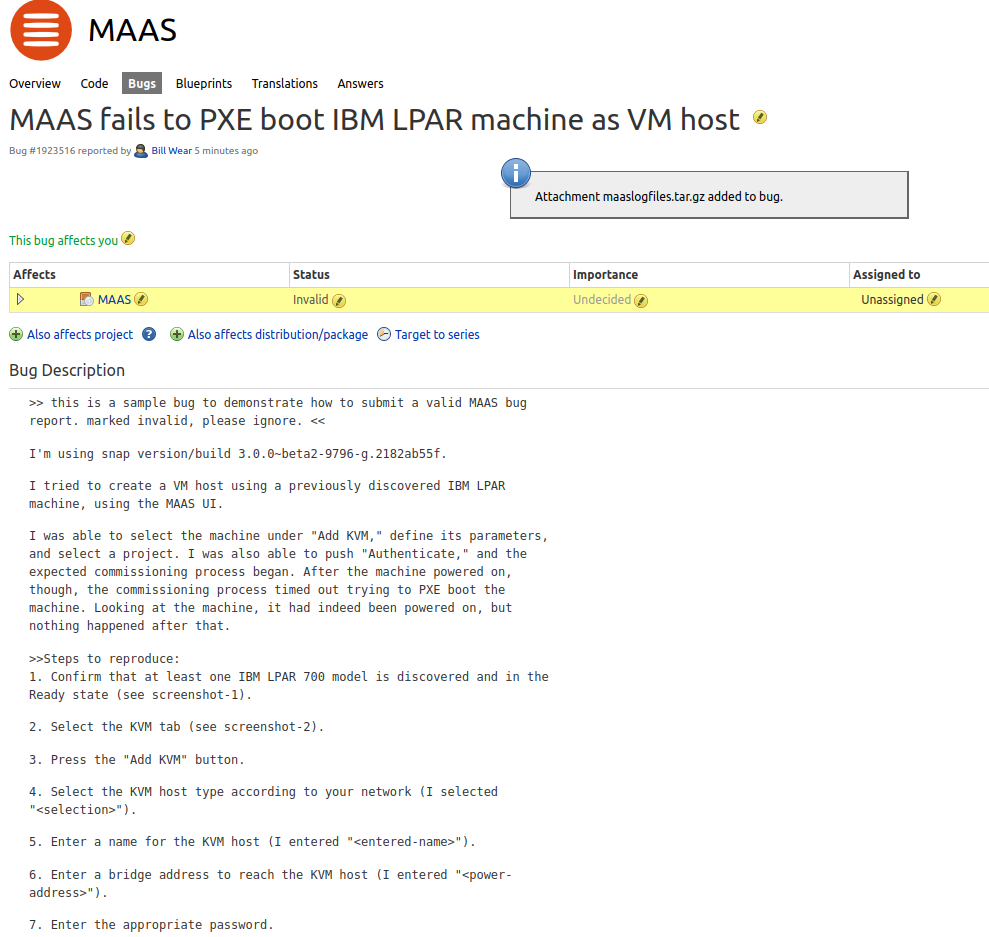 MAAS
Overview Code Bugs Blueprints Translations Answers
MAAS fails to PXE boot IBM LPAR machine as VM host
Bug #1923516 reported by Bill Wear 5 minutes ago
Attachment maaslogfiles.tar.gz added to bug.
This bug affects you
Affects Status Importance Assigned to
MAAS Invalid Undecided Unassigned
Also affects project ? Also affects distribution/package Target to series
Bug Description
>> this is a sample bug to demonstrate how to submit a valid MAAS bug
report. marked invalid, please ignore. <<
I'm using snap version/build 3.0.0~beta2-9796-g.2182ab55f.
I tried to create a VM host using a previously discovered IBM LPAR
machine, using the MAAS UI.
I was able to select the machine under "Add KVM," define its parameters,
and select a project. I was also able to push "Authenticate," and the
expected commissioning process began. After the machine powered on,
though, the commissioning process timed out trying to PXE boot the
machine. Looking at the machine, it had indeed been powered on, but
nothing happened after that.
>>Steps to reproduce:
1. Confirm that at least one IBM LPAR 700 model is discovered and in the
Ready state (see screenshot-1).
2. Select the KVM tab (see screenshot-2).
3. Press the "Add KVM" button.
4. Select the KVM host type according to your network (I selected
"<selection>").
5. Enter a name for the KVM host (I entered "<entered-name>").
6. Enter a bridge address to reach the KVM host (I entered "<power-
address>").
7. Enter the appropriate password.